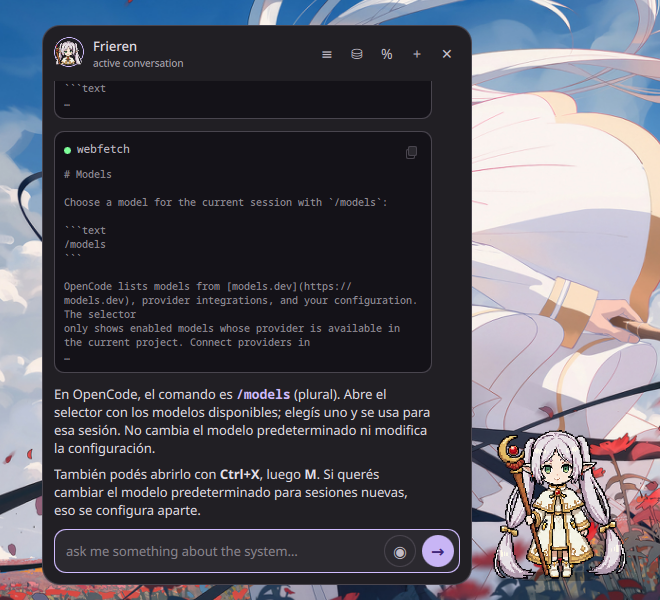 Frieren
active conversation
≡ % + ✕
```text
…
webfetch
# Models
Choose a model for the current session with `/models`:
```text
/models
```
OpenCode lists models from [models.dev](https://
models.dev), provider integrations, and your configuration.
The selector
only shows enabled models whose provider is available in
the current project. Connect providers in
…
En OpenCode, el comando es /models (plural). Abre el
selector con los modelos disponibles; elegís uno y se usa para
esa sesión. No cambia el modelo predeterminado ni modifica
la configuración.
También podés abrirlo con Ctrl+X, luego M. Si querés
cambiar el modelo predeterminado para sesiones nuevas,
eso se configura aparte.
ask me something about the system...